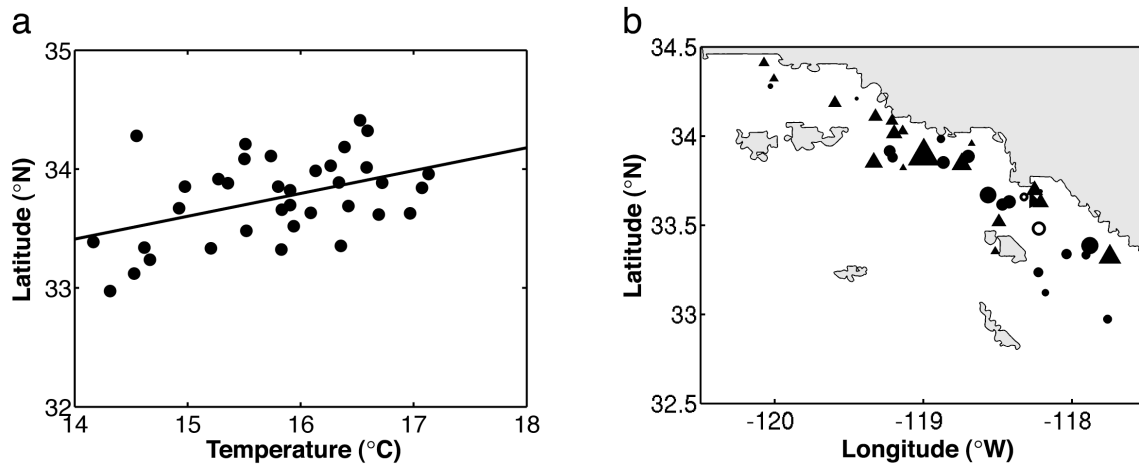 a
35
34
33
32
Latitude (°N)
14
15
16
17
18
Temperature (°C)
b
34.5
34
33.5
33
32.5
Latitude (°N)
-120
-119
-118
Longitude (°W)